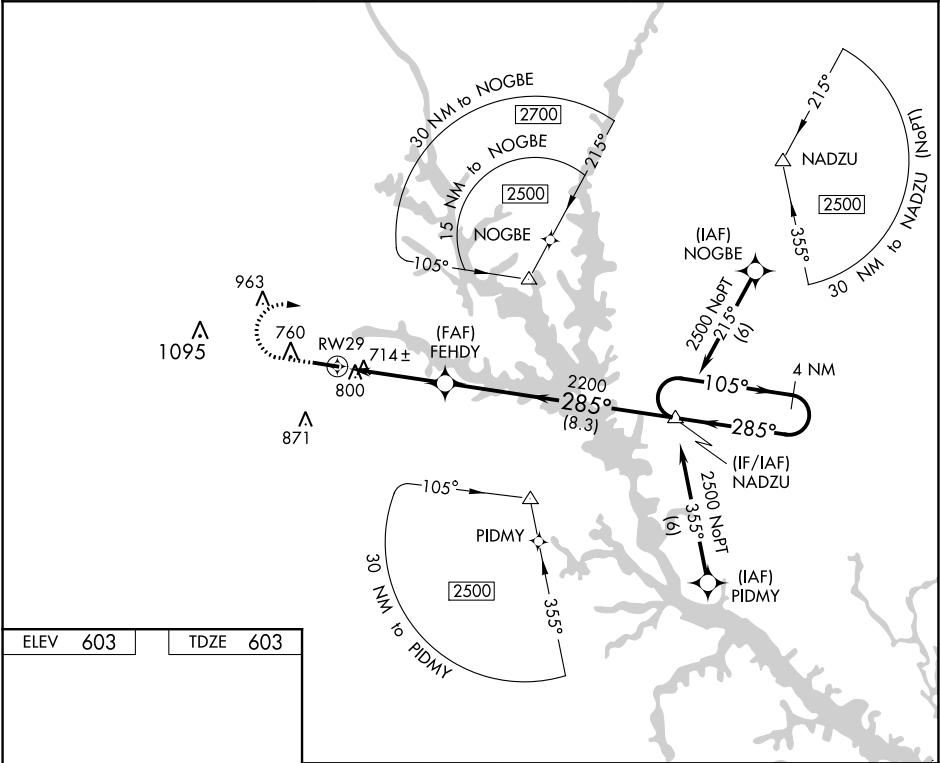 30 NM to NOGBE
2700
215°
15 NM to NOGBE
2500
NOGBE
105°
215°
NADZU
2500
355°
30 NM to NADZU (NoPT)
(IAF)
NOGBE
2500 NoPT
215°
(6)
963
1095
760
RW29
714±
800
871
(FAF)
FEHDY
2200
285°
(8.3)
105°
4 NM
285°
(IF/IAF)
NADZU
2500 NoPT
355°
(6)
(IAF)
PIDMY
105°
PIDMY
2500
355°
30 NM to PIDMY
ELEV 603
TDZE 603